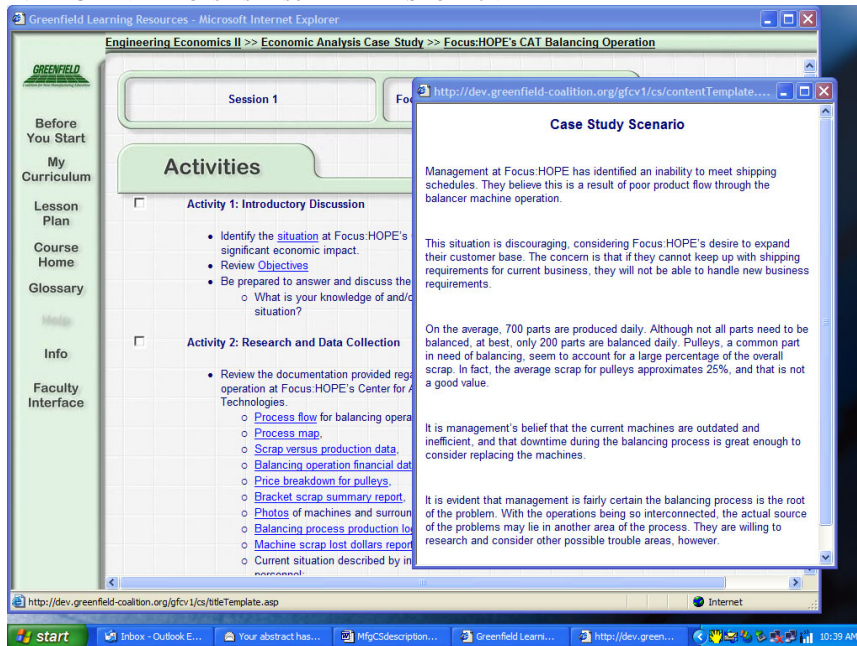 Greenfield Learning Resources - Microsoft Internet Explorer
Engineering Economics II >> Economic Analysis Case Study >> Focus:HOPE's CAT Balancing Operation
GREENFIELD
Before
You Start
My
Curriculum
Lesson
Plan
Course
Home
Glossary
Help
Info
Faculty
Interface
Session 1
Foc
Activities
Activity 1: Introductory Discussion
• Identify the situation at Focus:HOPE's
significant economic impact.
• Review Objectives
• Be prepared to answer and discuss the
o What is your knowledge of and/o
situation?
Activity 2: Research and Data Collection
• Review the documentation provided rega
operation at Focus:HOPE's Center for A
Technologies.
o Process flow for balancing opera
o Process map,
o Scrap versus production data,
o Balancing operation financial dat
o Price breakdown for pulleys,
o Bracket scrap summary report,
o Photos of machines and surroun
o Balancing process production lo
o Machine scrap lost dollars report
o Current situation described by in
personnel:
http://dev.greenfield-coalition.org/gfcv1/cs/contentTemplate....
Case Study Scenario
Management at Focus:HOPE has identified an inability to meet shipping
schedules. They believe this is a result of poor product flow through the
balancer machine operation.
This situation is discouraging, considering Focus:HOPE's desire to expand
their customer base. The concern is that if they cannot keep up with shipping
requirements for current business, they will not be able to handle new business
requirements.
On the average, 700 parts are produced daily. Although not all parts need to be
balanced, at best, only 200 parts are balanced daily. Pulleys, a common part
in need of balancing, seem to account for a large percentage of the overall
scrap. In fact, the average scrap for pulleys approximates 25%, and that is not
a good value.
It is management's belief that the current machines are outdated and
inefficient, and that downtime during the balancing process is great enough to
consider replacing the machines.
It is evident that management is fairly certain the balancing process is the root
of the problem. With the operations being so interconnected, the actual source
of the problems may lie in another area of the process. They are willing to
research and consider other possible trouble areas, however.
http://dev.greenfield-coalition.org/gfcv1/cs/titleTemplate.asp
Internet
start
Inbox - Outlook E...
Your abstract has...
MfgCSdescription...
Greenfield Learni...
http://dev.green...
10:39 AM